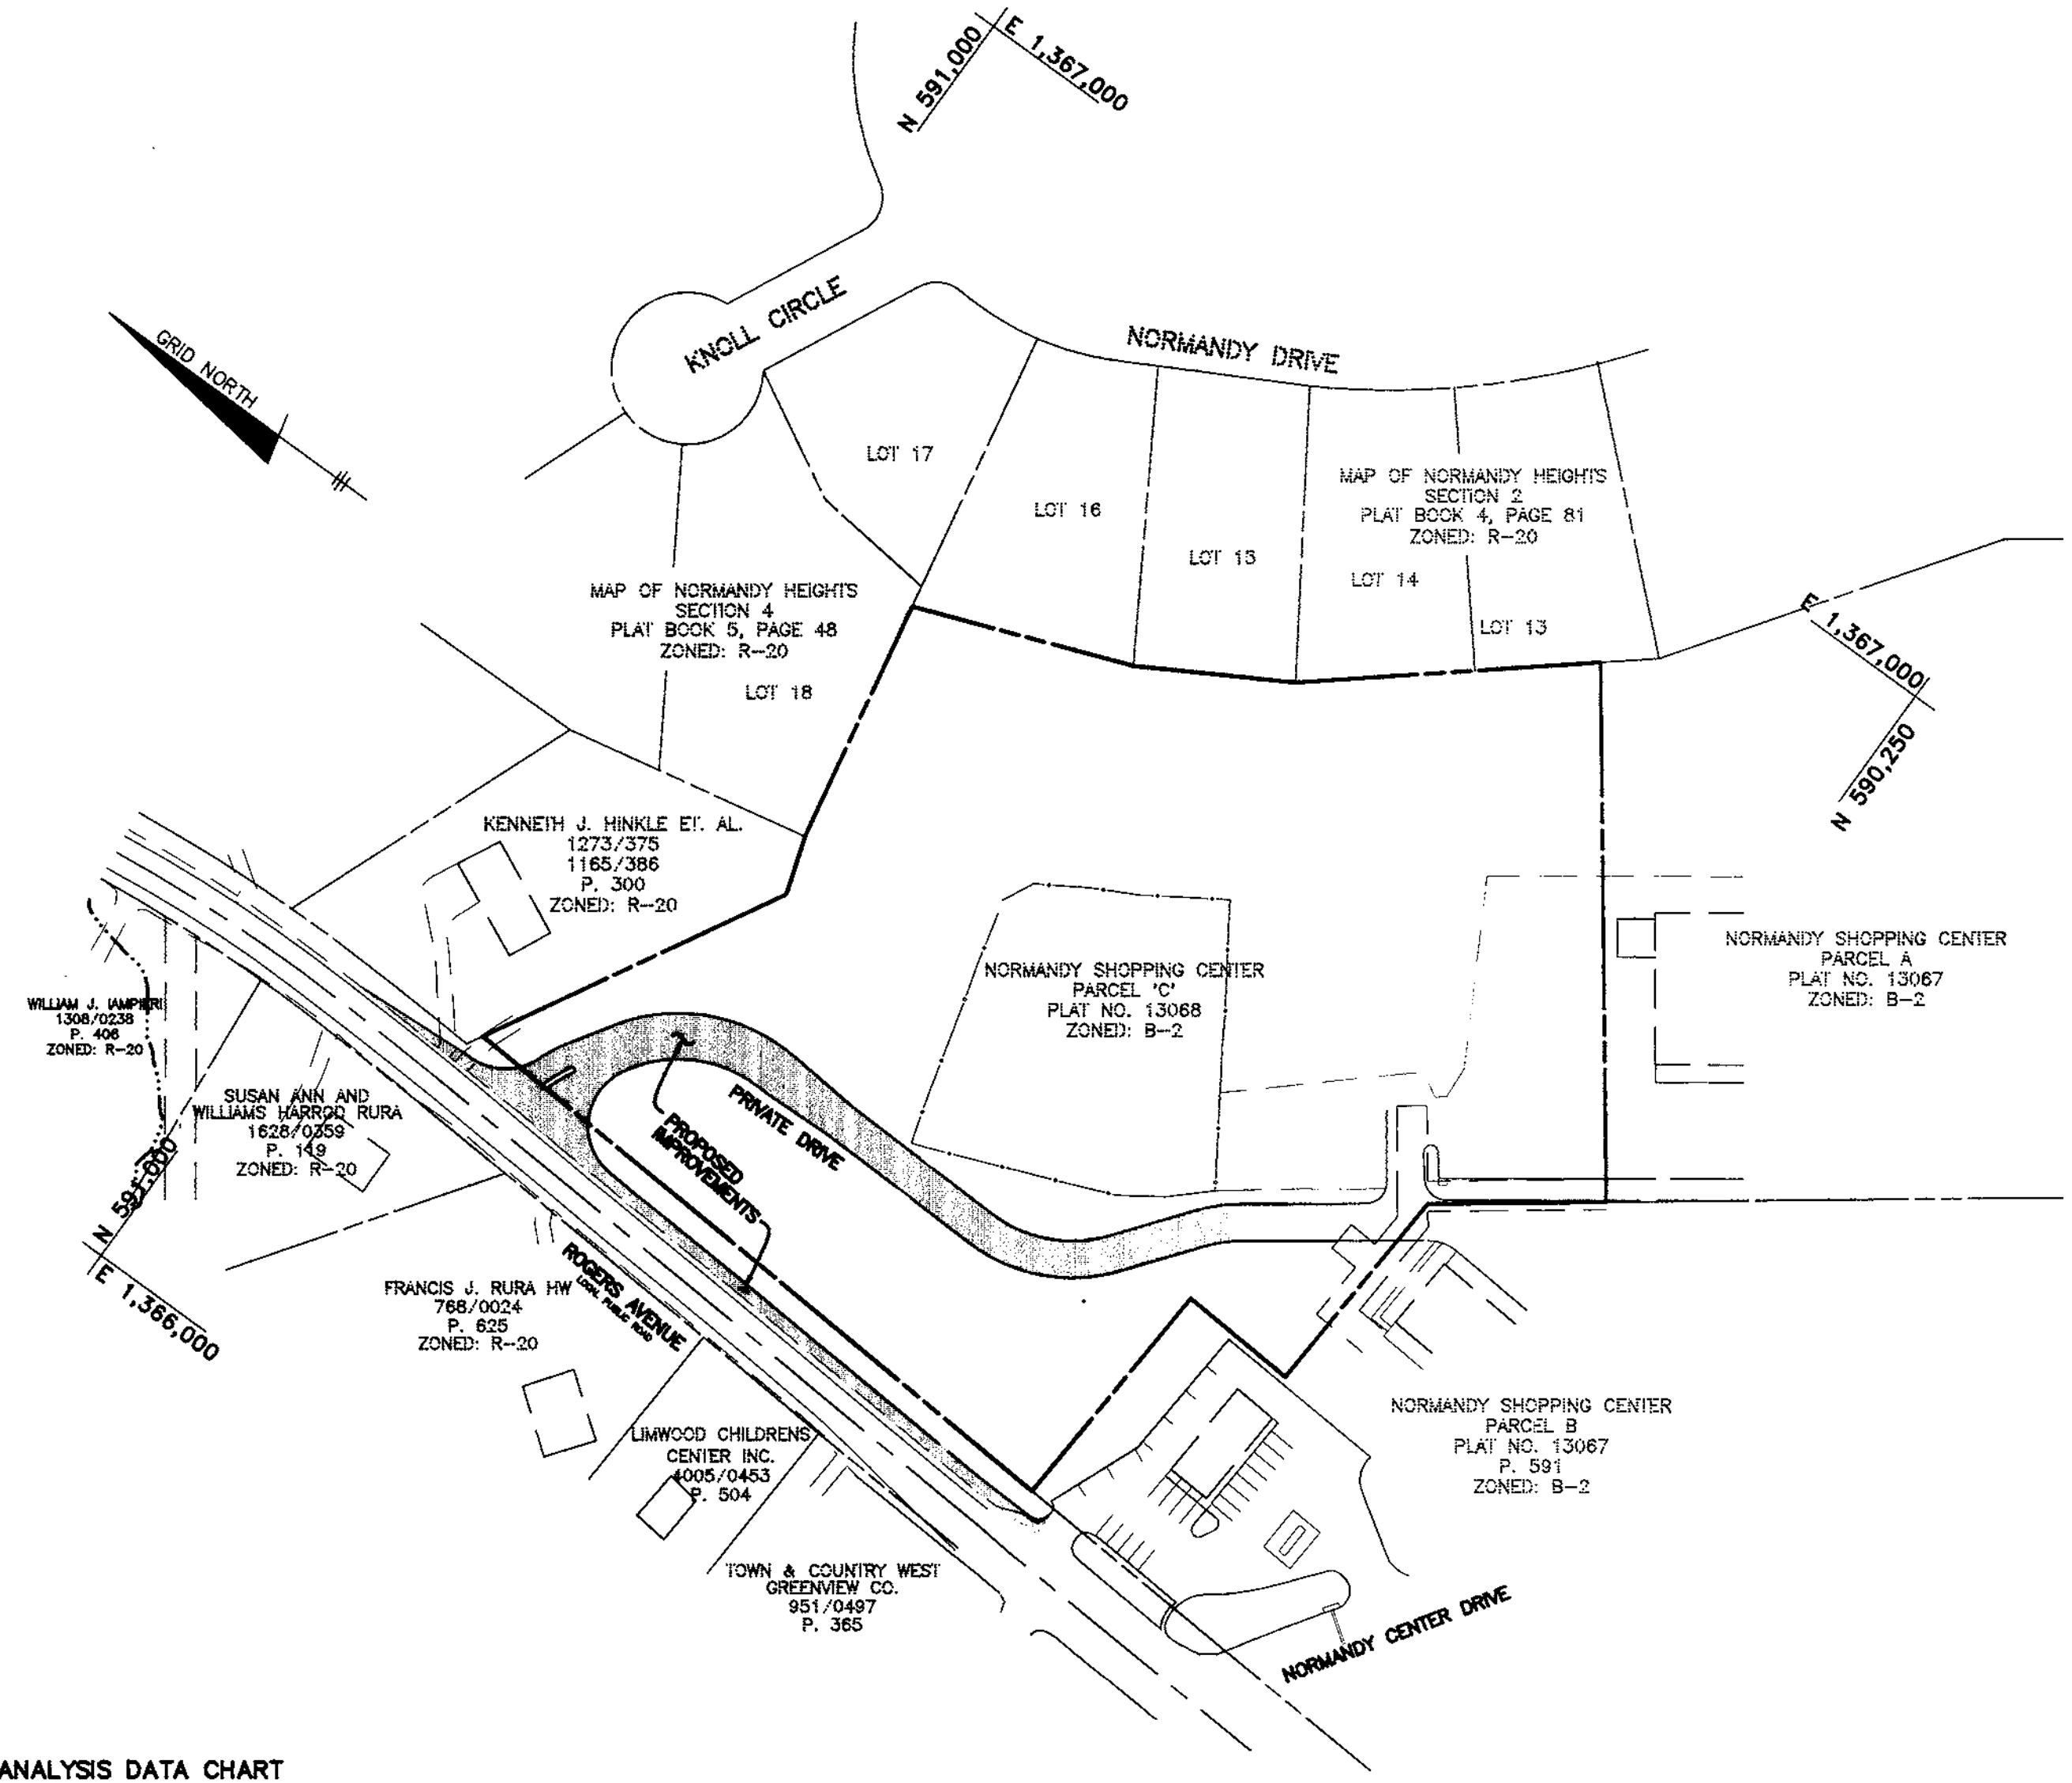 E 1,367,000
N 591,000
GRID NORTH
KNOLL CIRCLE
NORMANDY DRIVE
LOT 17
LOT 16
LOT 15
MAP OF NORMANDY HEIGHTS
SECTION 2
PLAT BOOK 4, PAGE 81
ZONED: R-20
LOT 14
LOT 13
MAP OF NORMANDY HEIGHTS
SECTION 4
PLAT BOOK 5, PAGE 48
ZONED: R-20
LOT 18
E 1,367,000
N 590,250
KENNETH J. HINKLE ET. AL.
1273/375
1165/386
P. 300
ZONED: R-20
NORMANDY SHOPPING CENTER
PARCEL 'C'
PLAT NO. 13068
ZONED: B-2
NORMANDY SHOPPING CENTER
PARCEL A
PLAT NO. 13067
ZONED: B-2
WILLIAM J. IAMPIERI
1308/0238
P. 406
ZONED: R-20
SUSAN ANN AND
WILLIAMS HARROD RURA
1628/0359
P. 119
ZONED: R-20
PRIVATE DRIVE
PROPOSED
IMPROVEMENTS
N 591,000
E 1,366,000
ROGERS AVENUE
LOCAL PUBLIC ROAD
FRANCIS J. RURA HW
768/0024
P. 625
ZONED: R-20
LIMWOOD CHILDRENS
CENTER INC.
4005/0453
P. 504
NORMANDY SHOPPING CENTER
PARCEL B
PLAT NO. 13067
P. 591
ZONED: B-2
TOWN & COUNTRY WEST
GREENVIEW CO.
951/0497
P. 365
NORMANDY CENTER DRIVE
ANALYSIS DATA CHART